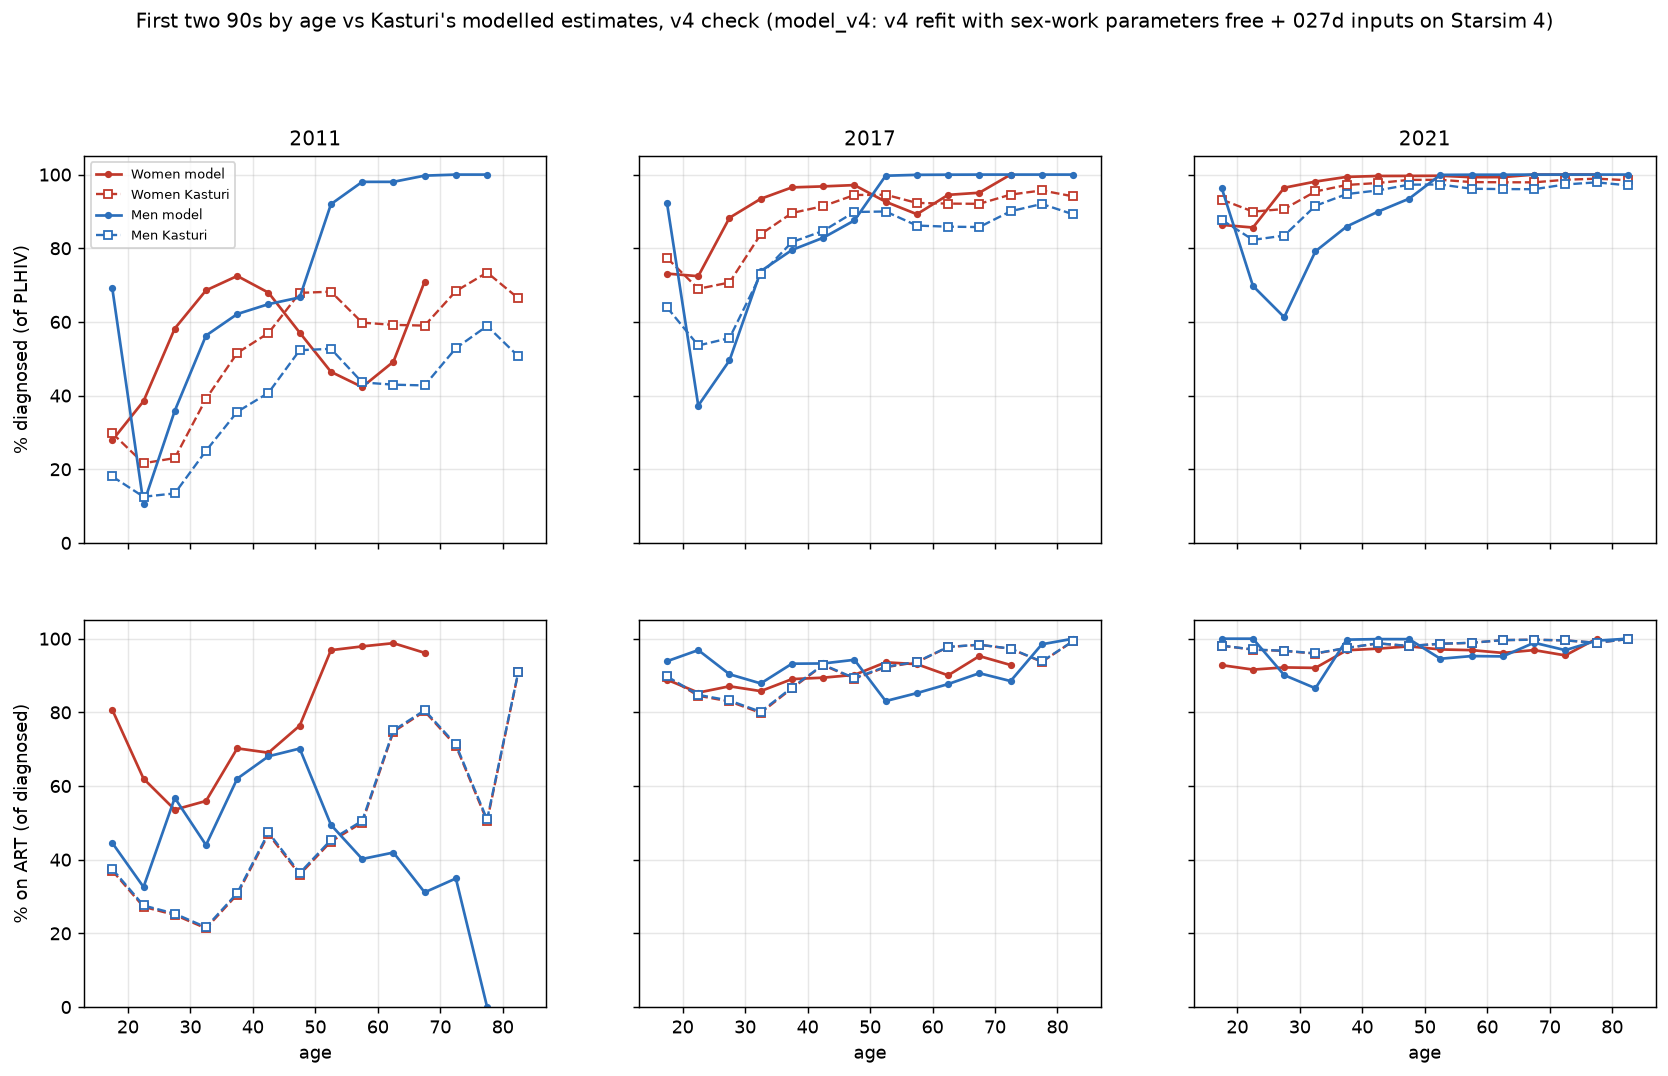 First two 90s by age vs Kasturi's modelled estimates, v4 check (model_v4: v4 refit with sex-work parameters free + 027d inputs on Starsim 4)
2011
2017
2021
% diagnosed (of PLHIV)
100
80
60
40
20
0
Women model
Women Kasturi
Men model
Men Kasturi
% on ART (of diagnosed)
100
80
60
40
20
0
20 30 40 50 60 70 80
age
20 30 40 50 60 70 80
age
20 30 40 50 60 70 80
age